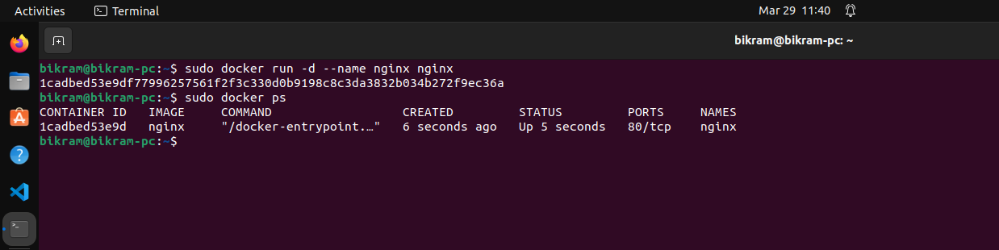 Activities Terminal Mar 29 11:40
bikram@bikram-pc: ~
bikram@bikram-pc:~$ sudo docker run -d --name nginx nginx
1cadbed53e9df77996257561f2f3c330d0b9198c8c3da3832b034b272f9ec36a
bikram@bikram-pc:~$ sudo docker ps
CONTAINER ID IMAGE COMMAND CREATED STATUS PORTS NAMES
1cadbed53e9d nginx "/docker-entrypoint.…" 6 seconds ago Up 5 seconds 80/tcp nginx
bikram@bikram-pc:~$